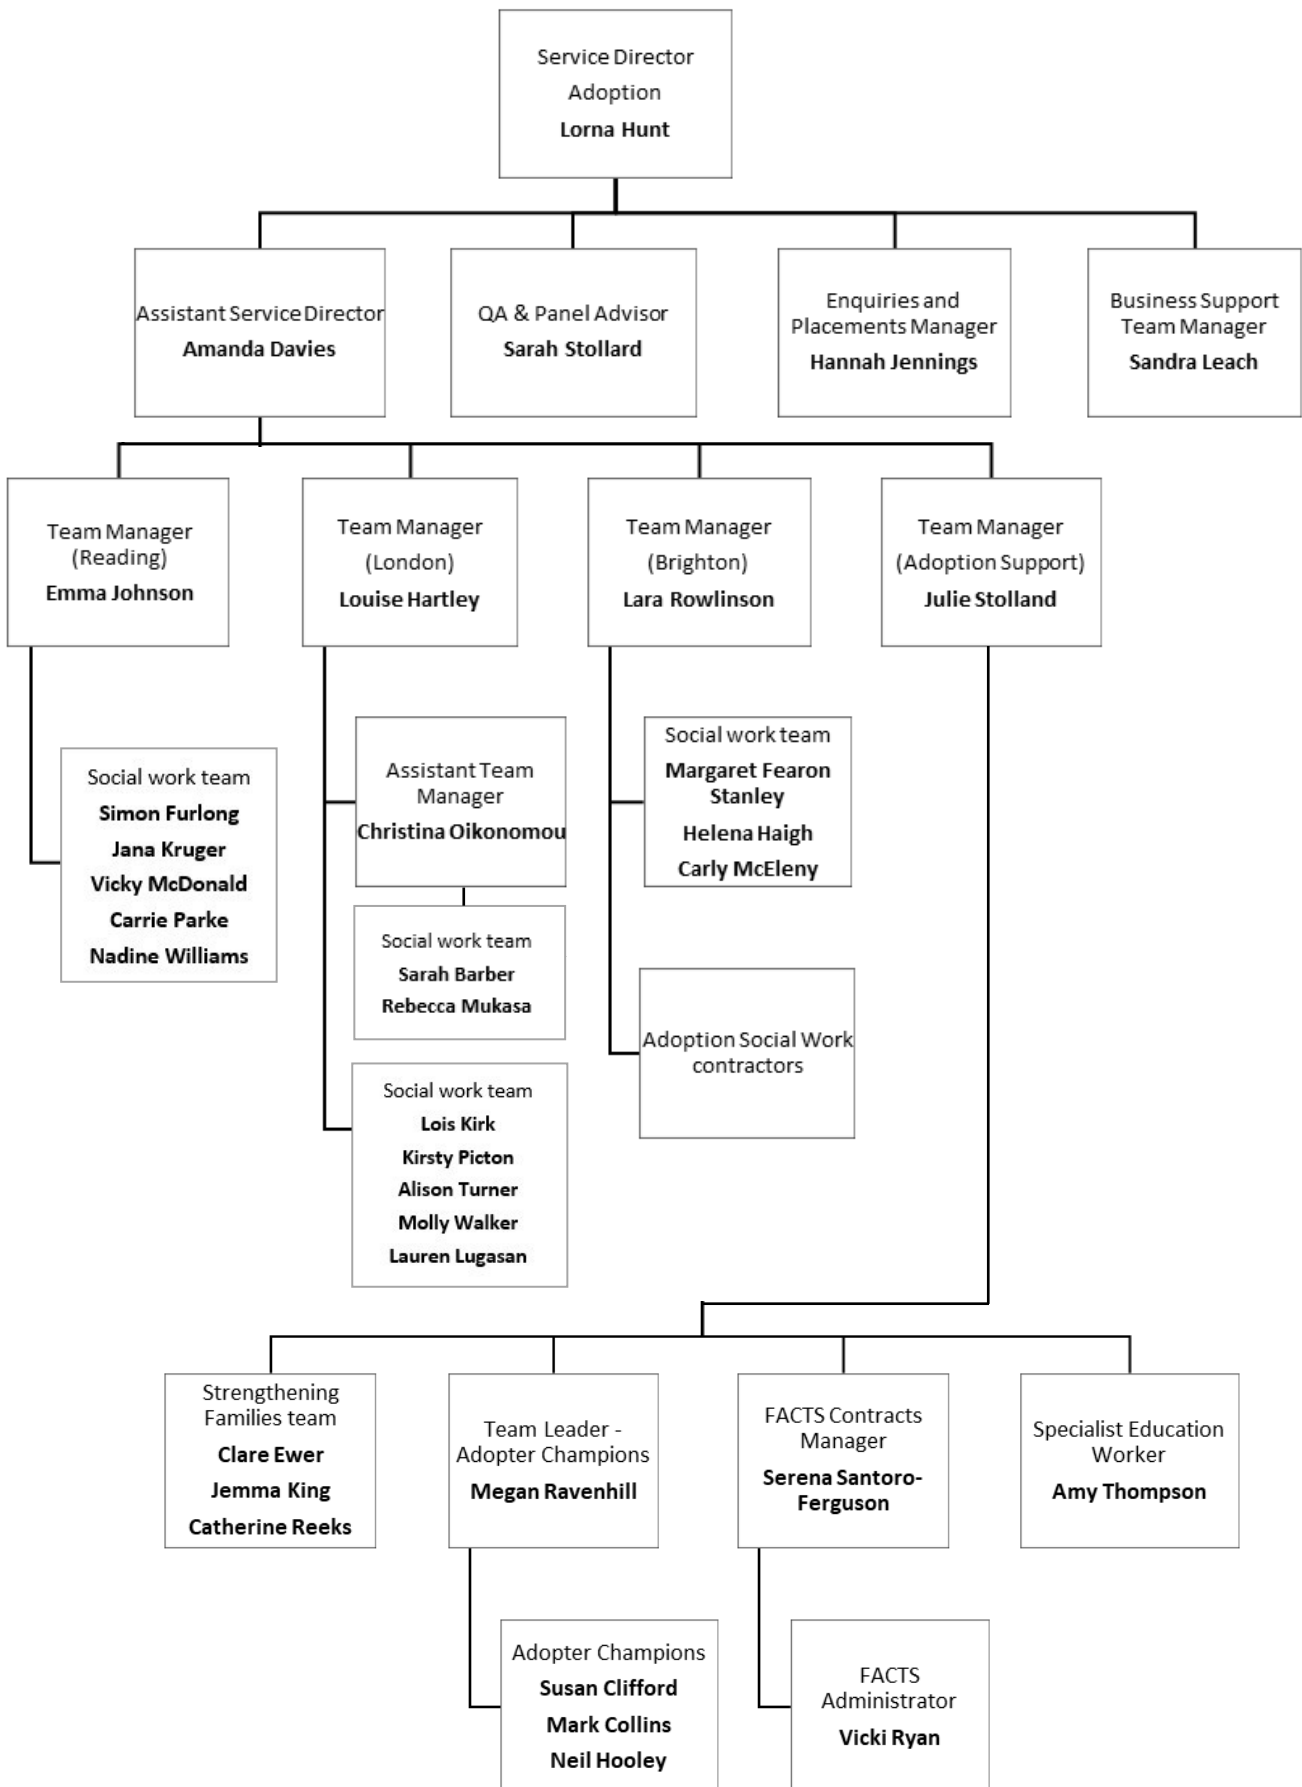 Service Director
Adoption
Lorna Hunt
Assistant Service Director
Amanda Davies
QA & Panel Advisor
Sarah Stollard
Enquiries and
Placements Manager
Hannah Jennings
Business Support
Team Manager
Sandra Leach
Team Manager
(Reading)
Emma Johnson
Team Manager
(London)
Louise Hartley
Team Manager
(Brighton)
Lara Rowlinson
Team Manager
(Adoption Support)
Julie Stolland
Social work team
Simon Furlong
Jana Kruger
Vicky McDonald
Carrie Parke
Nadine Williams
Assistant Team
Manager
Christina Oikonomou
Social work team
Sarah Barber
Rebecca Mukasa
Social work team
Lois Kirk
Kirsty Picton
Alison Turner
Molly Walker
Lauren Lugasan
Social work team
Margaret Fearon
Stanley
Helena Haigh
Carly McEleny
Adoption Social Work
contractors
Strengthening
Families team
Clare Ewer
Jemma King
Catherine Reeks
Team Leader -
Adopter Champions
Megan Ravenhill
FACTS Contracts
Manager
Serena Santoro-
Ferguson
Specialist Education
Worker
Amy Thompson
Adopter Champions
Susan Clifford
Mark Collins
Neil Hooley
FACTS
Administrator
Vicki Ryan